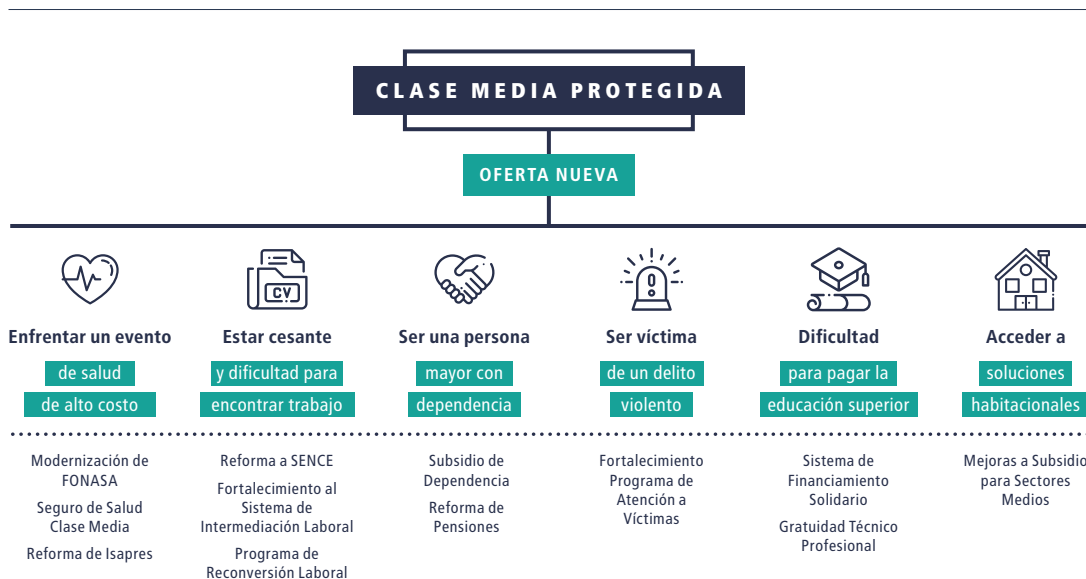 CLASE MEDIA PROTEGIDA
OFERTA NUEVA
CV
Enfrentar un evento
de salud
de alto costo
Estar cesante
y dificultad para
encontrar trabajo
Ser una persona
mayor con
dependencia
Ser víctima
de un delito
violento
Dificultad
para pagar la
educación superior
Acceder a
soluciones
habitacionales
Modernización de
FONASA
Seguro de Salud
Clase Media
Reforma de Isapres
Reforma a SENCE
Fortalecimiento al
Sistema de
Intermediación Laboral
Programa de
Reconversión Laboral
Subsidio de
Dependencia
Reforma de
Pensiones
Fortalecimiento
Programa de
Atención a
Víctimas
Sistema de
Financiamiento
Solidario
Gratuidad Técnico
Profesional
Mejoras a Subsidio
para Sectores
Medios